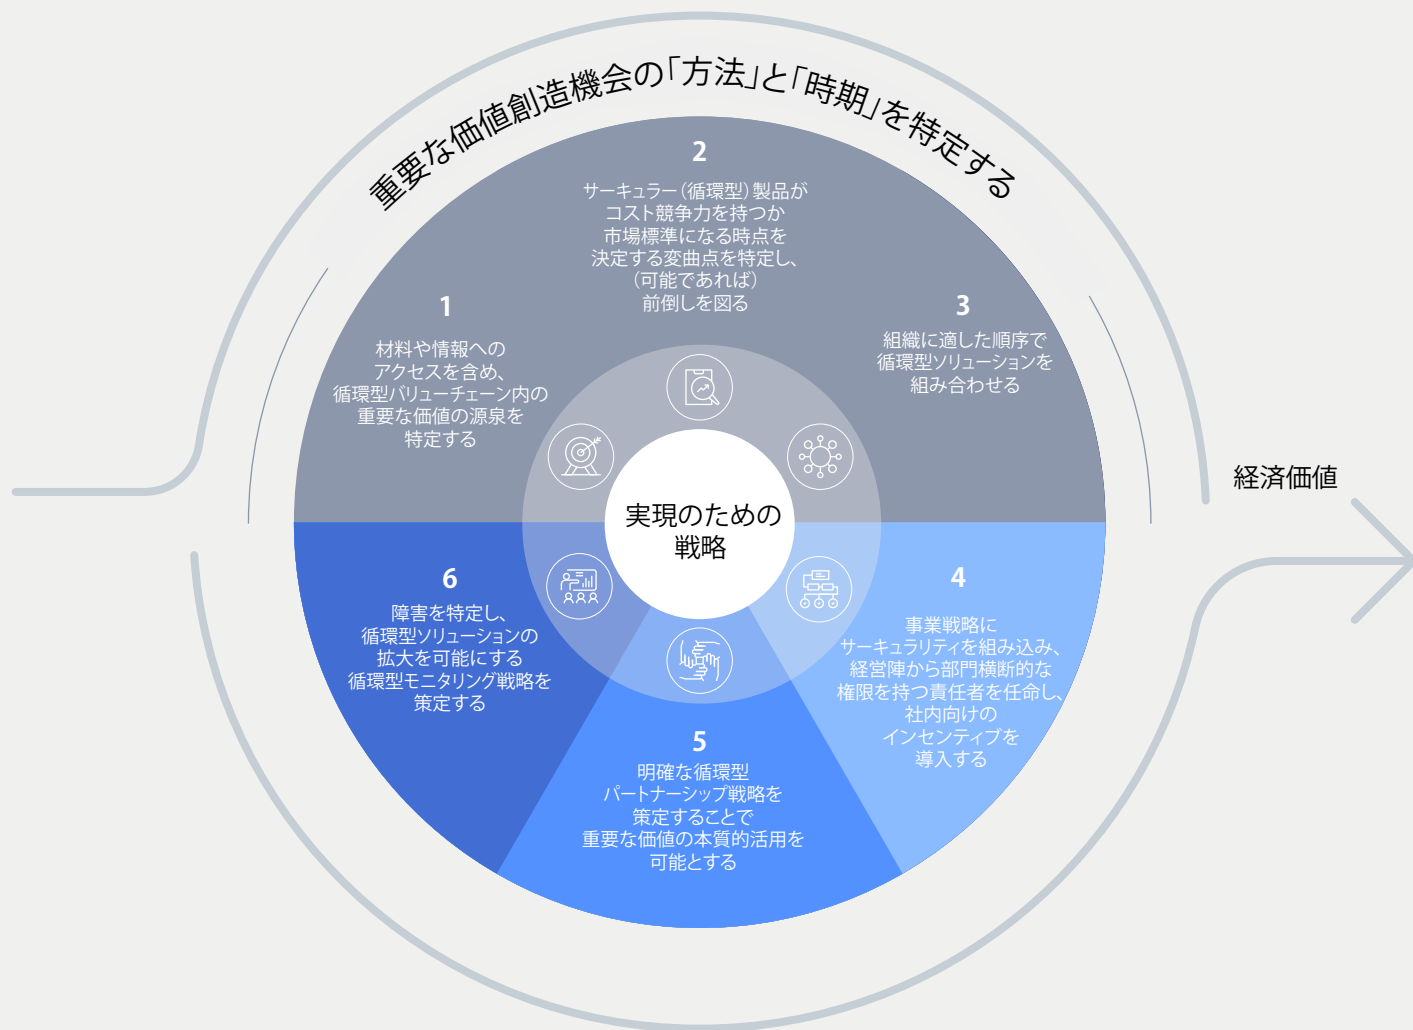 重要な価値創造機会の「方法」と「時期」を特定する
1
材料や情報への
アクセスを含め、
循環型バリューチェーン内の
重要な価値の源泉を
特定する
2
サーキュラー（循環型）製品が
コスト競争力を持つか
市場標準になる時点を
決定する変曲点を特定し、
（可能であれば）
前倒しを図る
3
組織に適した順序で
循環型ソリューションを
組み合わせる
実現のための
戦略
経済価値
4
事業戦略に
サーキュラリティを組み込み、
経営陣から部門横断的な
権限を持つ責任者を任命し、
社内向けの
インセンティブを
導入する
5
明確な循環型
パートナーシップ戦略を
策定することで
重要な価値の本質的活用を
可能とする
6
障害を特定し、
循環型ソリューションの
拡大を可能にする
循環型モニタリング戦略を
策定する